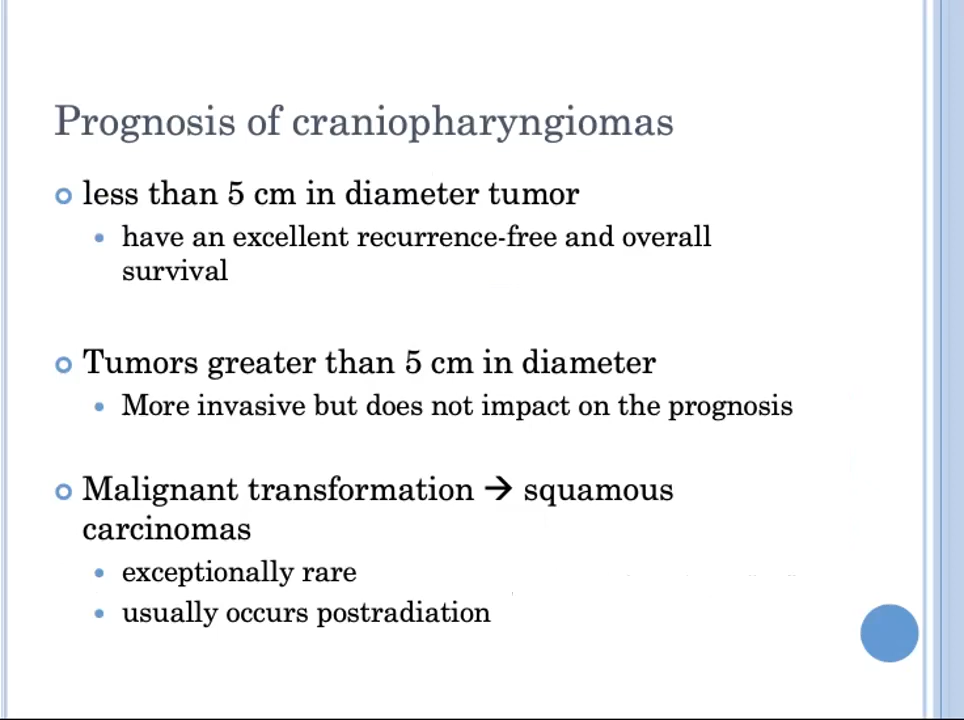 Prognosis of craniopharyngiomas
less than 5 cm in diameter tumor
have an excellent recurrence-free and overall
survival
Tumors greater than 5 cm in diameter
More invasive but does not impact on the prognosis
Malignant transformation → squamous
carcinomas
exceptionally rare
usually occurs postradiation